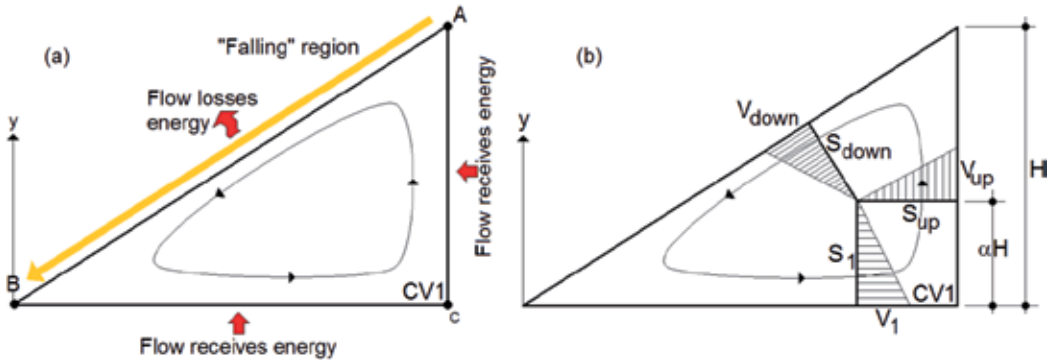 (a)
"Falling" region
A
Flow losses
energy
y
Flow receives energy
B
CV1
c
Flow receives energy
(b)
y
Vdown
Sdown
Vup
Sup
S1
CV1
V1
αH
H